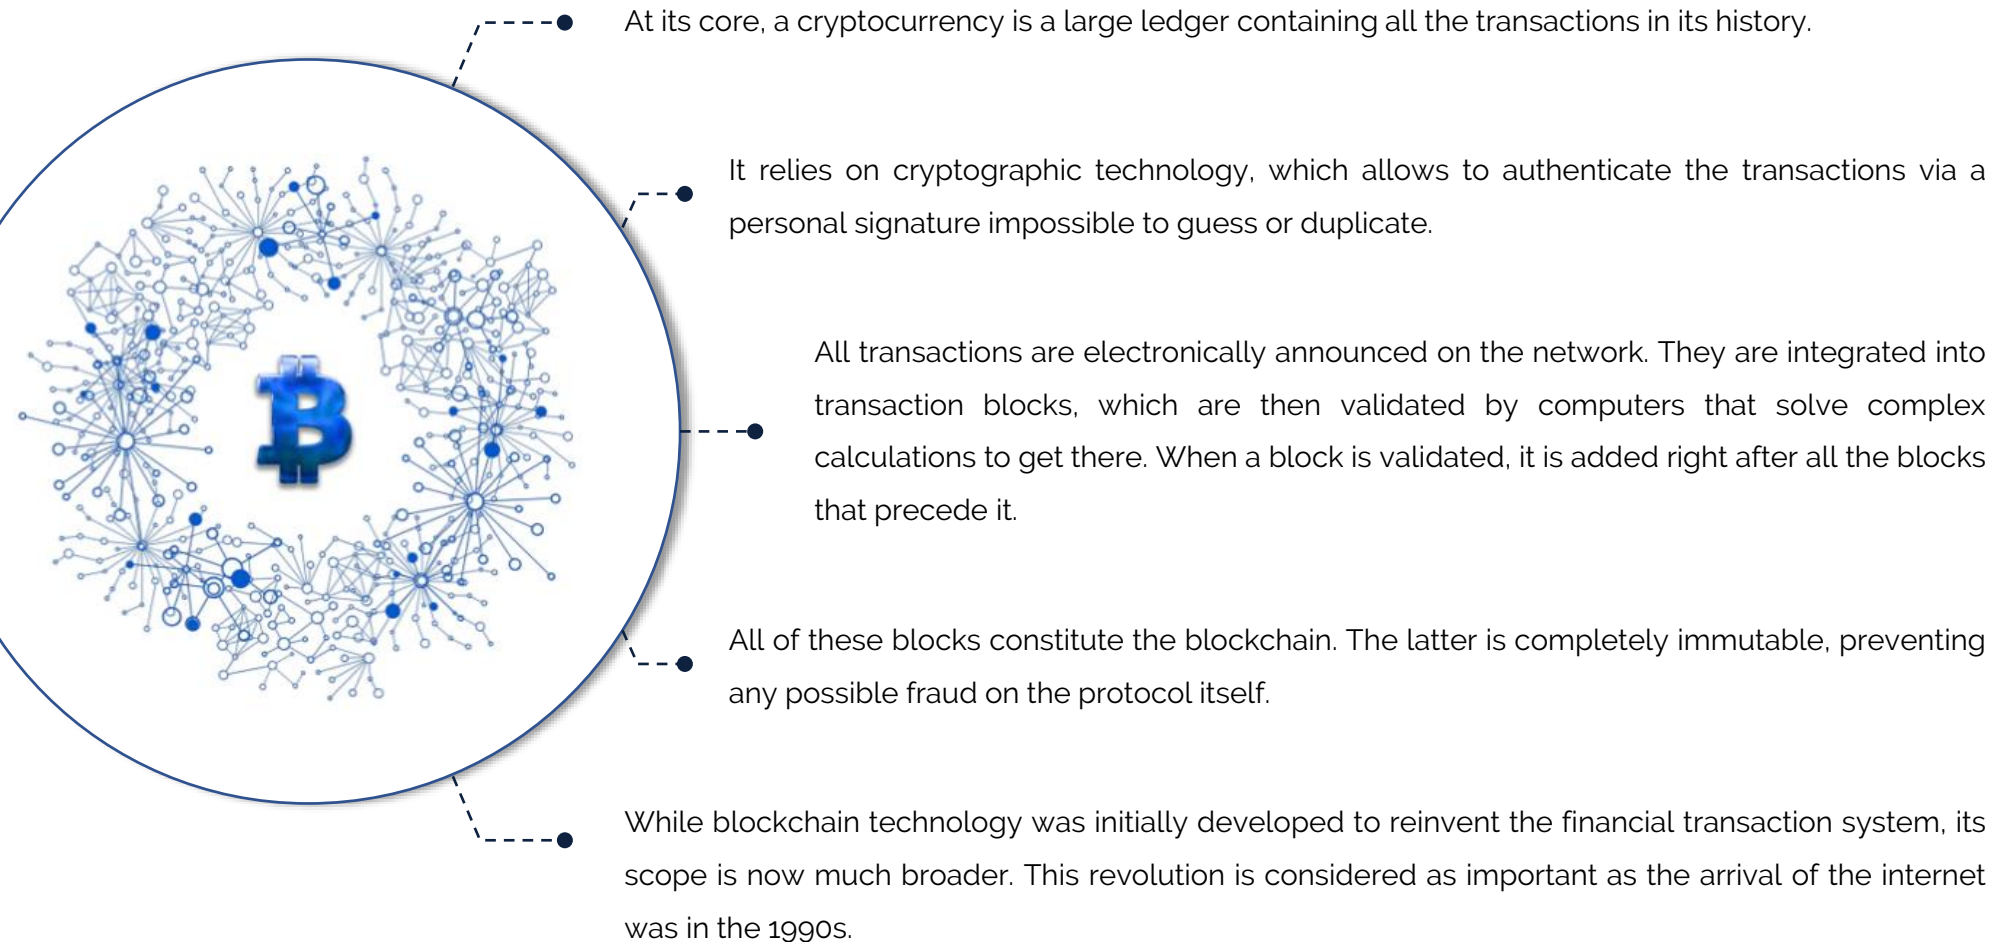 At its core, a cryptocurrency is a large ledger containing all the transactions in its history.
It relies on cryptographic technology, which allows to authenticate the transactions via a
personal signature impossible to guess or duplicate.
All transactions are electronically announced on the network. They are integrated into
transaction blocks, which are then validated by computers that solve complex
calculations to get there. When a block is validated, it is added right after all the blocks
that precede it.
All of these blocks constitute the blockchain. The latter is completely immutable, preventing
any possible fraud on the protocol itself.
While blockchain technology was initially developed to reinvent the financial transaction system, its
scope is now much broader. This revolution is considered as important as the arrival of the internet
was in the 1990s.